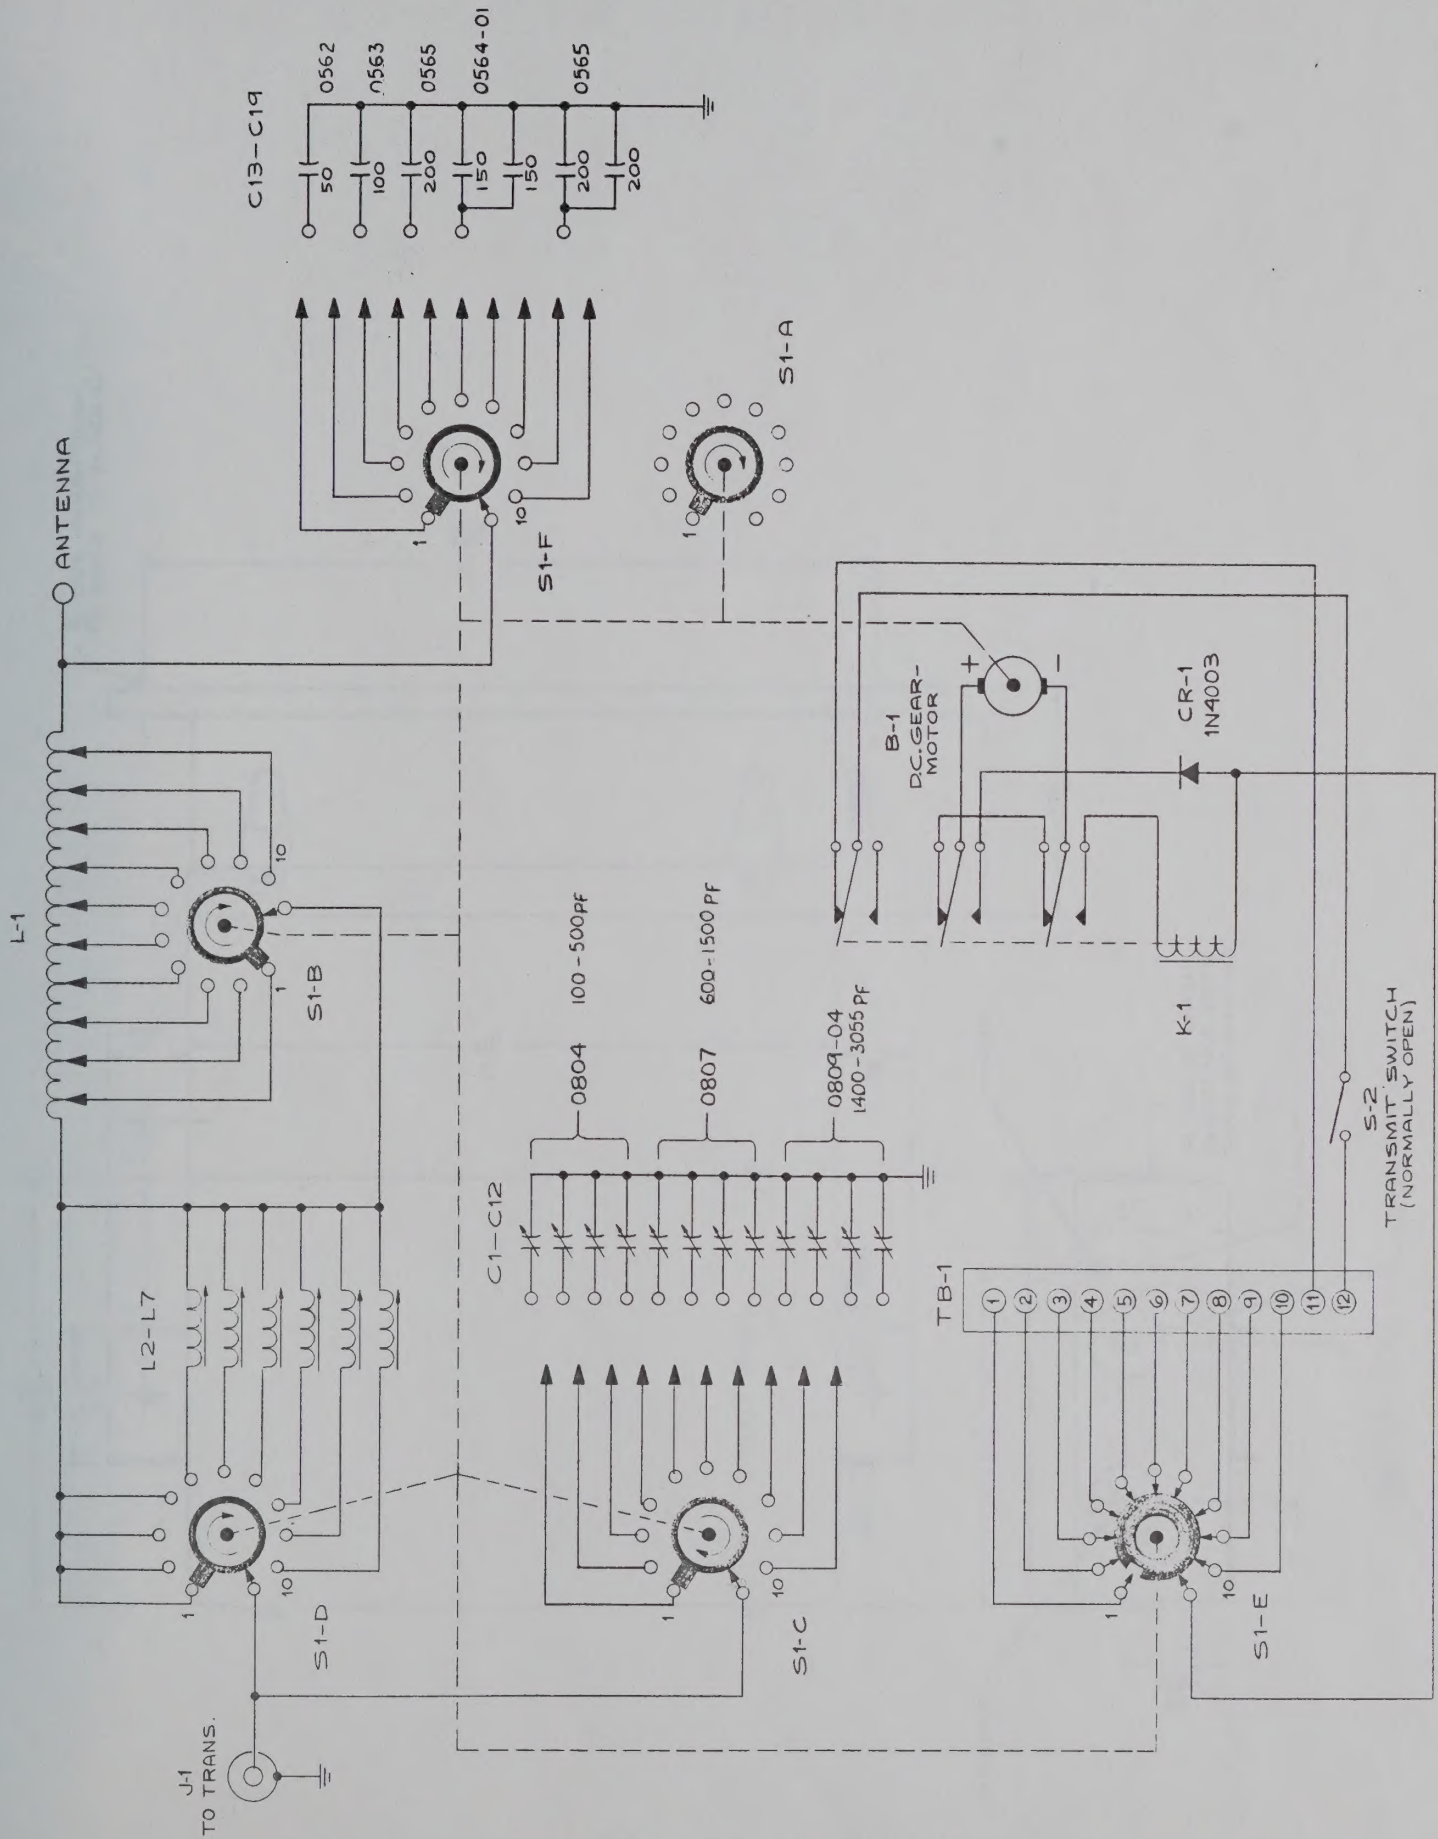 L-1
ANTENNA
J-1
TO TRANS.
L2-L7
1
10
S1-D
1
10
S1-B
1
10
S1-F
C13-C19
50
0562
100
0563
200
0565
150
0564-01
150
200
0565
200
1
S1-A
C1-C12
0804 100-500PF
0807 600-1500PF
0809-04
1400-3055PF
1
10
S1-C
B-1
D.C. GEAR-
MOTOR
+
-
CR-1
1N4003
K-1
TB-1
1
2
3
4
5
6
7
8
9
10
11
12
1
10
S1-E
S-2
TRANSMIT SWITCH
(NORMALLY OPEN)